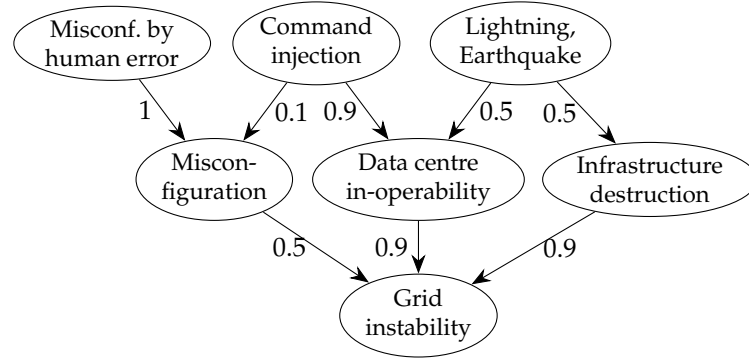 Misconf. by
human error
Command
injection
Lightning,
Earthquake
1
0.1
0.9
0.5
0.5
Miscon-
figuration
Data centre
in-operability
Infrastructure
destruction
0.5
0.9
0.9
Grid
instability